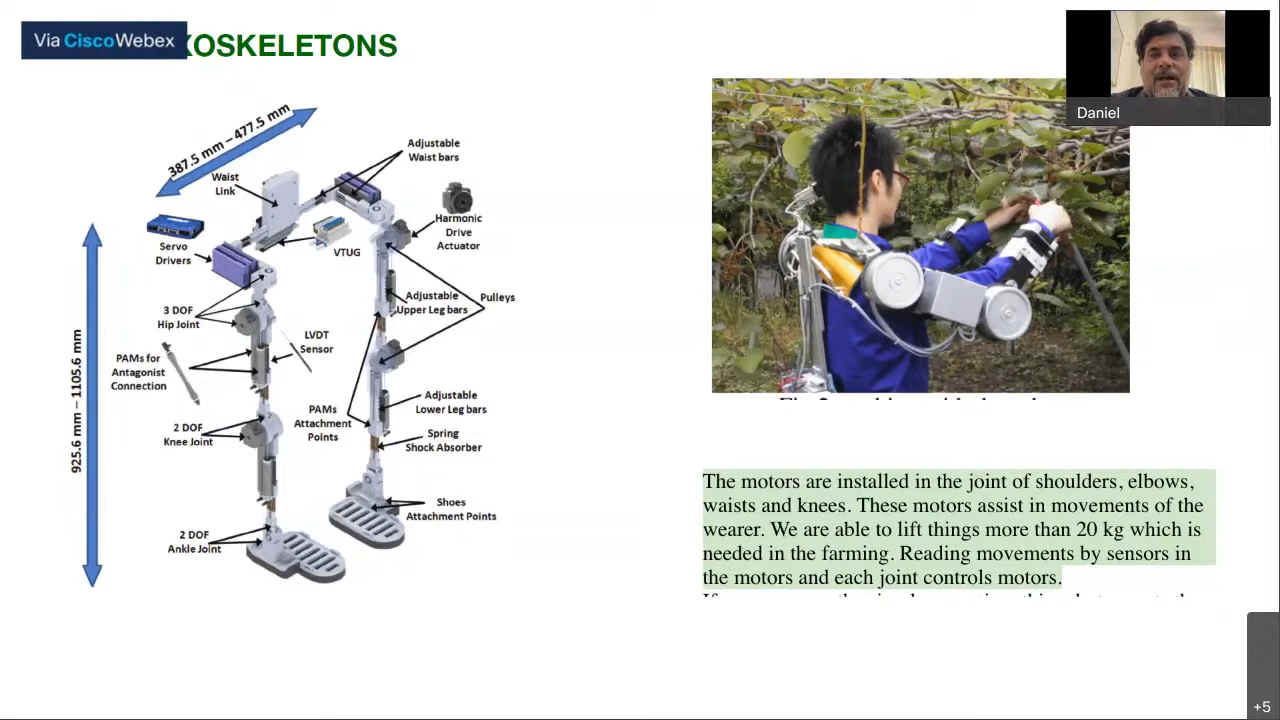 Via CiscoWebex
XOSKELETONS
Daniel
387.5 mm – 477.5 mm
Adjustable
Waist bars
Waist
Link
Harmonic
Drive
Actuator
Servo
Drivers
VTUG
Adjustable
Upper Leg bars
Pulleys
3 DOF
Hip Joint
LVDT
Sensor
PAMs for
Antagonist
Connection
925.6 mm – 1105.6 mm
Adjustable
Lower Leg bars
PAMs
Attachment
Points
2 DOF
Knee Joint
Spring
Shock Absorber
Shoes
Attachment Points
2 DOF
Ankle Joint
The motors are installed in the joint of shoulders, elbows,
waists and knees. These motors assist in movements of the
wearer. We are able to lift things more than 20 kg which is
needed in the farming. Reading movements by sensors in
the motors and each joint controls motors.
+5